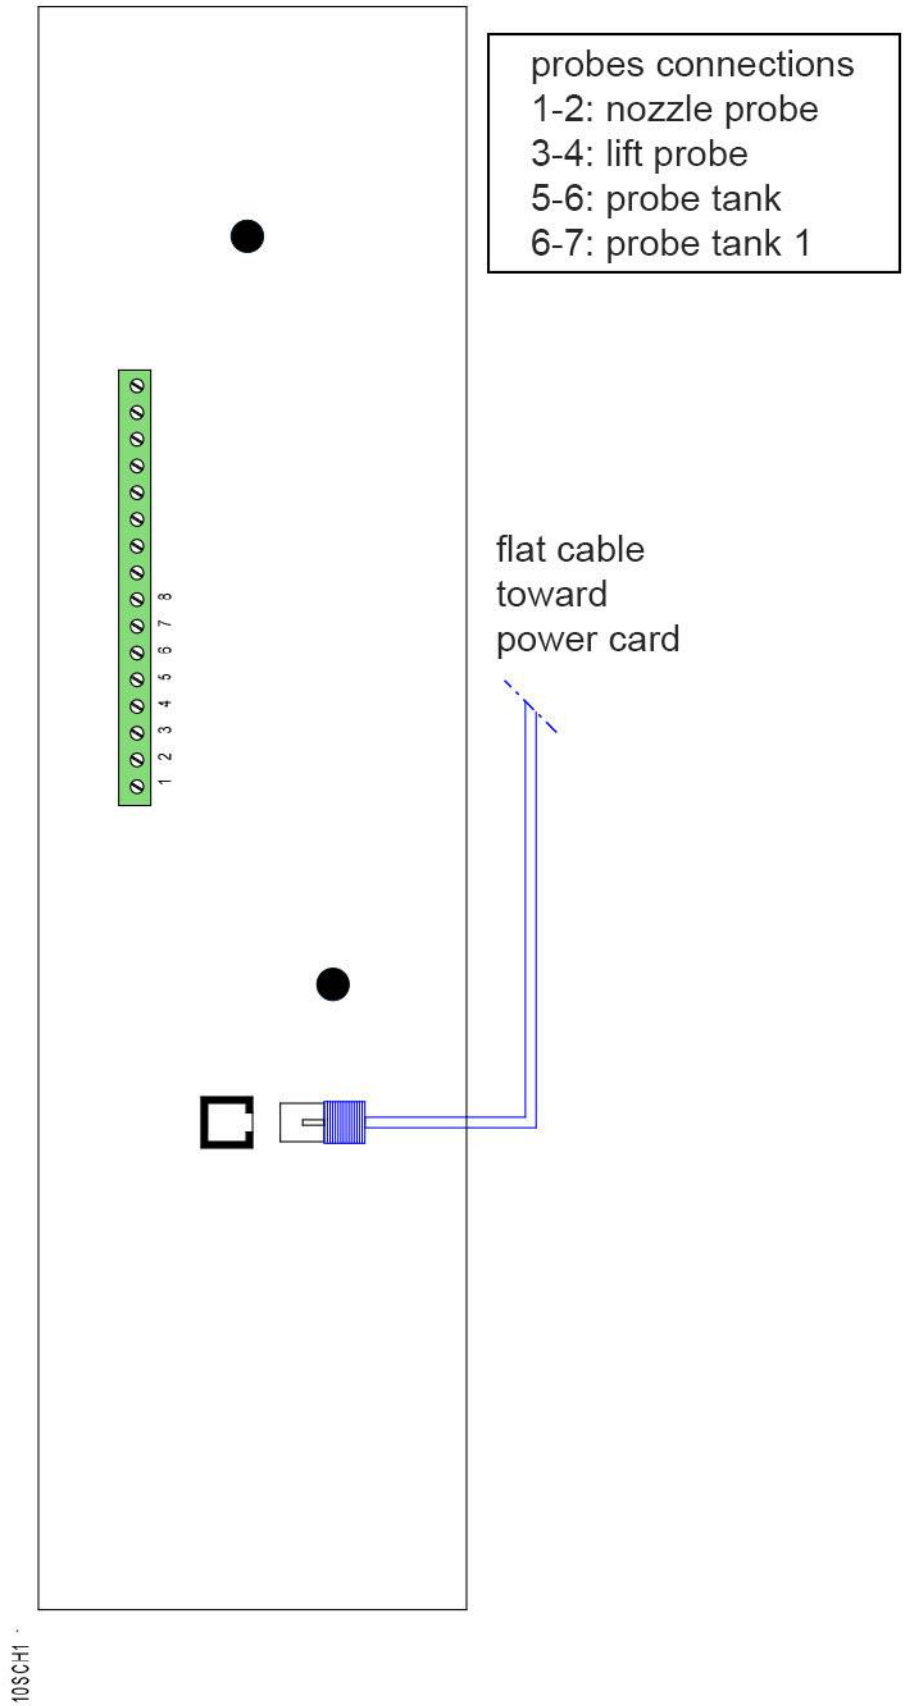 probes connections
1-2: nozzle probe
3-4: lift probe
5-6: probe tank
6-7: probe tank 1
8
7
6
5
4
3
2
1
flat cable
toward
power card
10SCH1 -